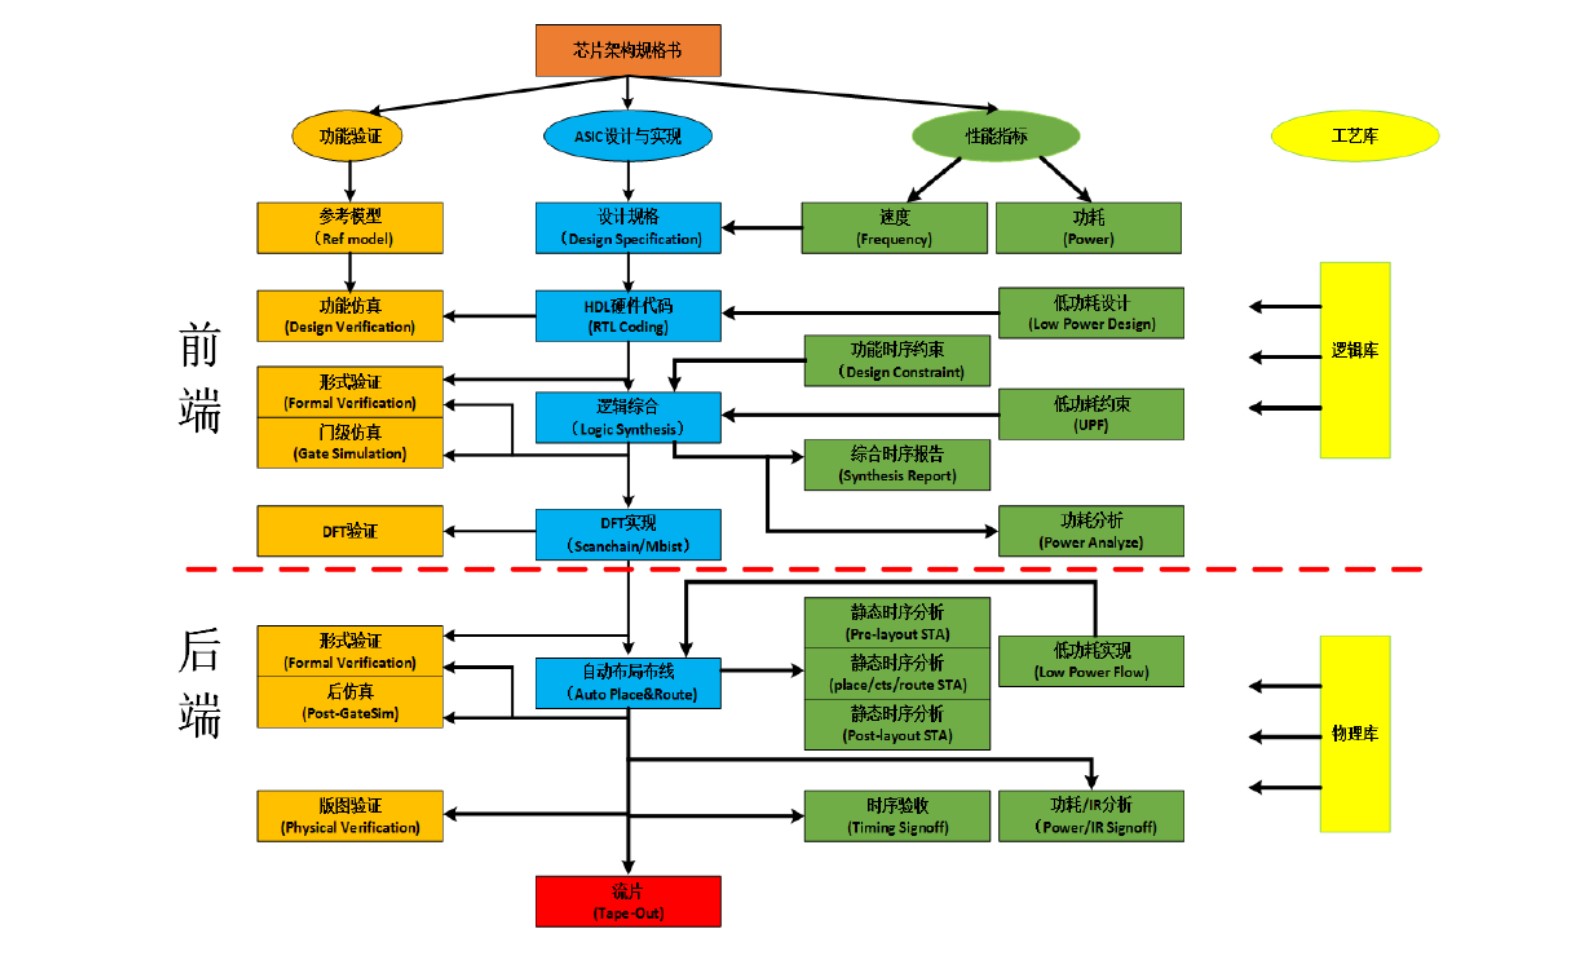 芯片架构规格书
功能验证
ASIC设计与实现
性能指标
工艺库
参考模型
（Ref model)
设计规格
（Design Specification)
速度
(Frequency)
功耗
(Power)
前端
功能仿真
(Design Verification)
HDL硬件代码
(RTL Coding)
低功耗设计
(Low Power Design)
逻辑库
功能时序约束
（Design Constraint)
形式验证
(Formal Verification)
逻辑综合
（Logic Synthesis）
低功耗约束
(UPF)
门级仿真
(Gate Simulation)
综合时序报告
(Synthesis Report)
DFT验证
DFT实现
（Scanchain/Mbist)
功耗分析
(Power Analyze)
后端
静态时序分析
(Pre-layout STA)
形式验证
(Formal Verification)
自动布局布线
（Auto Place&Route)
静态时序分析
(place/cts/route STA)
低功耗实现
(Low Power Flow)
后仿真
(Post-GateSim)
静态时序分析
(Post-layout STA)
物理库
版图验证
(Physical Verification)
时序验收
(Timing Signoff)
功耗/IR分析
（Power/IR Signoff)
流片
(Tape-Out)